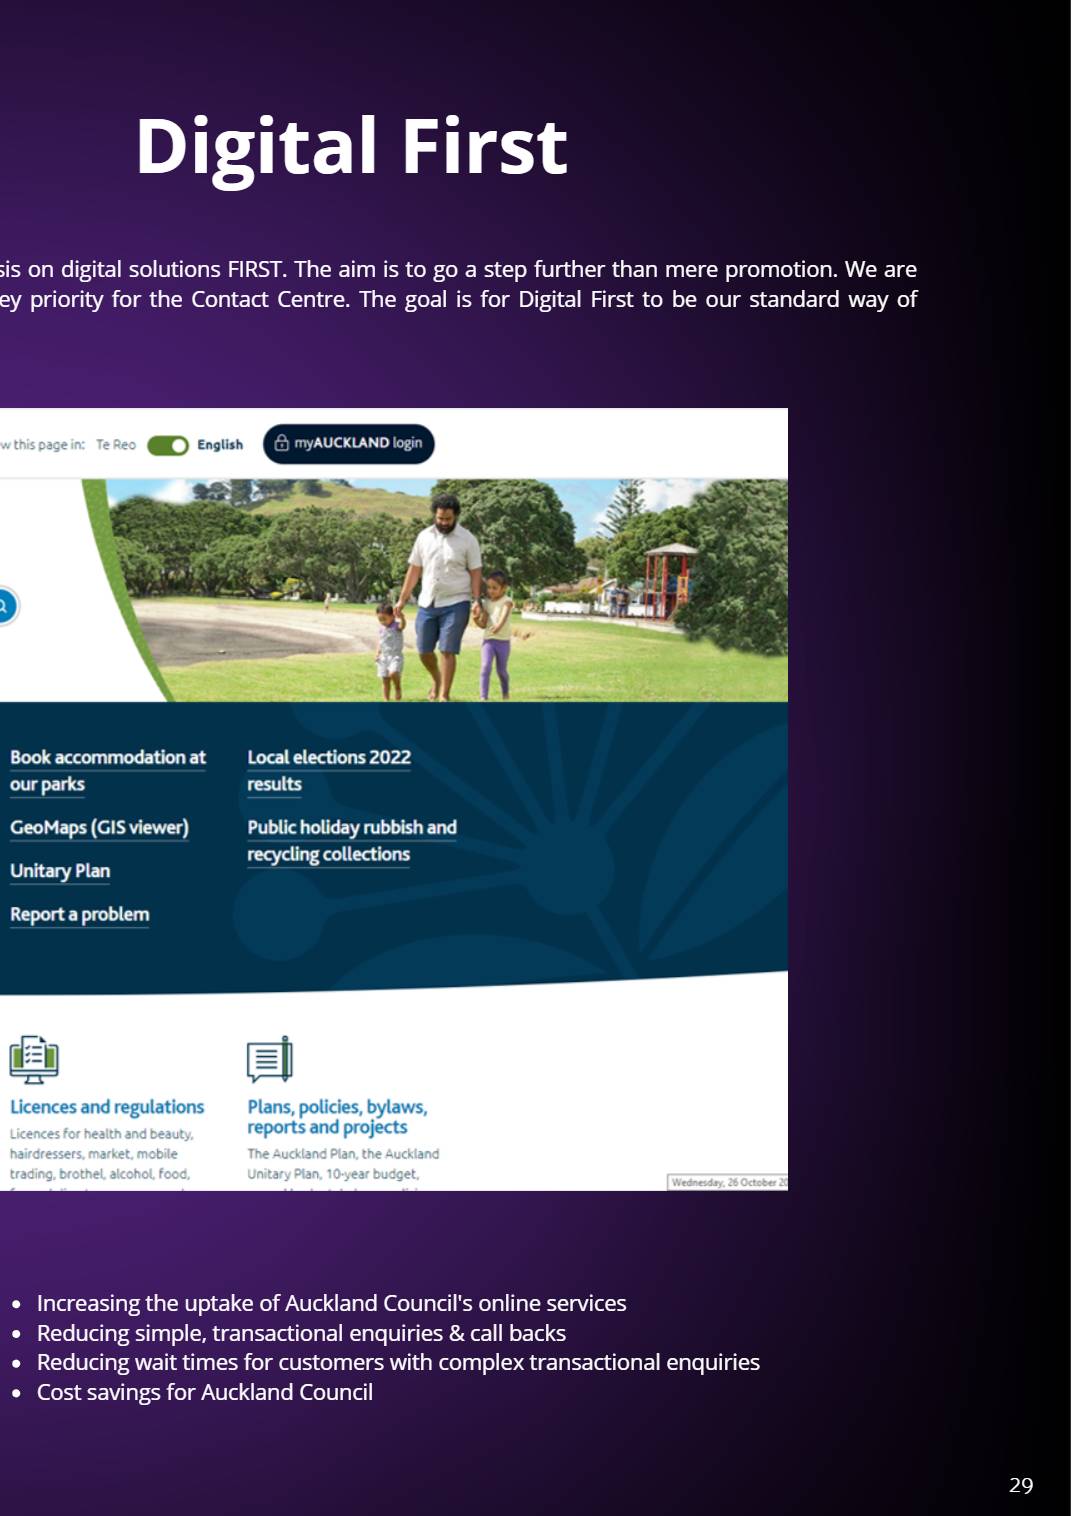 Digital First
on digital solutions FIRST. The aim is to go a step further than mere promotion. We are
priority for the Contact Centre. The goal is for Digital First to be our standard way of
this page in: Te Reo English myAUCKLAND login
Book accommodation at
our parks
GeoMaps (GIS viewer)
Unitary Plan
Report a problem
Local elections 2022
results
Public holiday rubbish and
recycling collections
Licences and regulations
Licences for health and beauty,
hairdressers, market, mobile
trading, brothel, alcohol, food,
Plans, policies, bylaws,
reports and projects
The Auckland Plan, the Auckland
Unitary Plan, 10-year budget,
Wednesday, 26 October
• Increasing the uptake of Auckland Council's online services
• Reducing simple, transactional enquiries & call backs
• Reducing wait times for customers with complex transactional enquiries
• Cost savings for Auckland Council
29